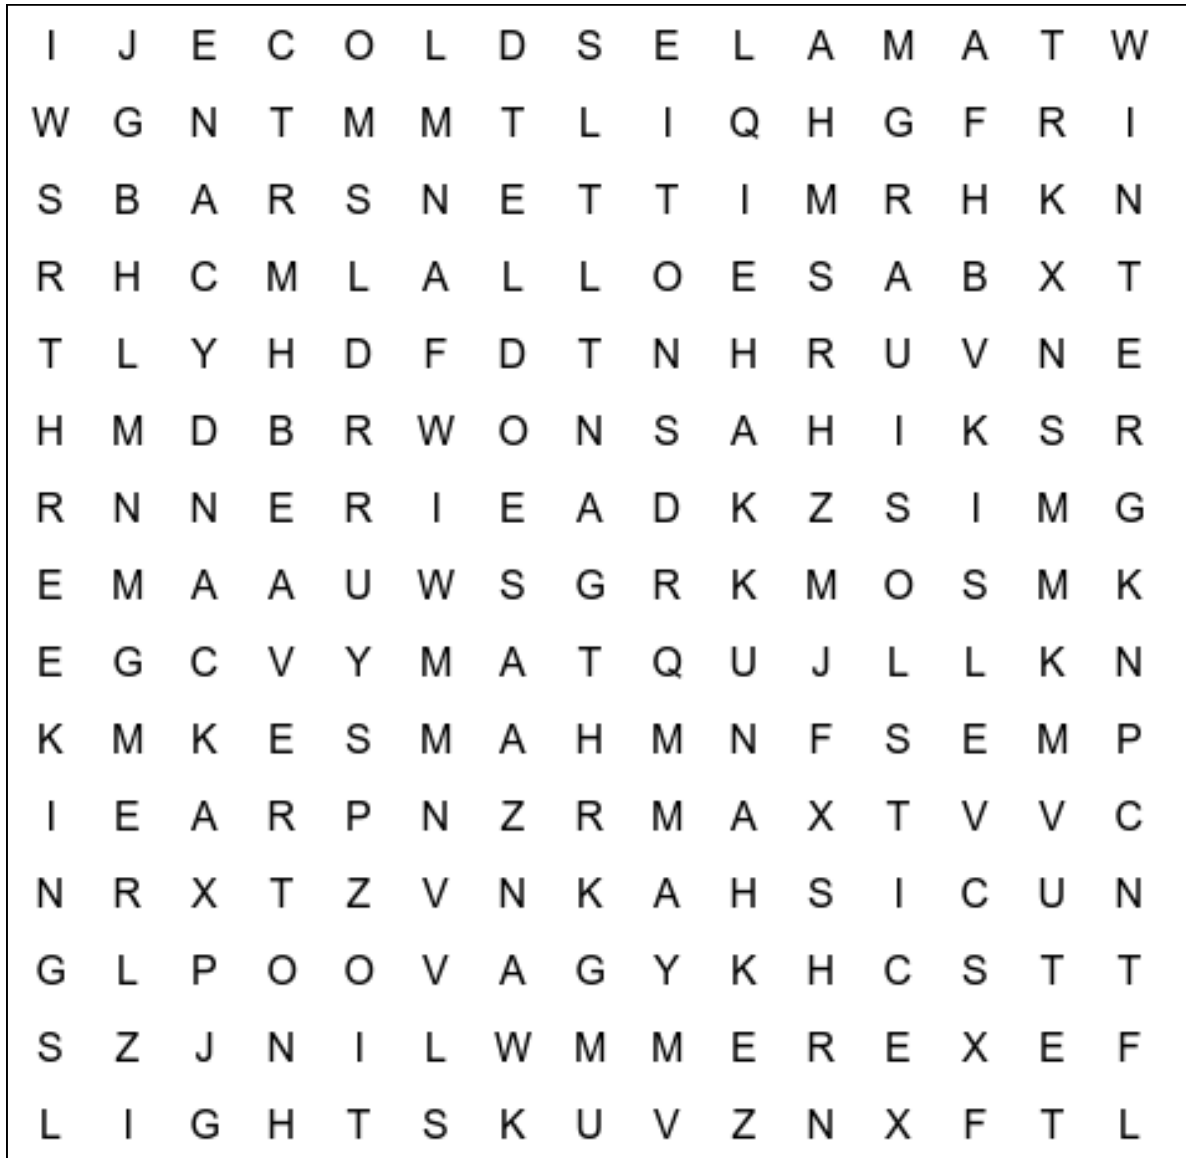 I J E C O L D S E L A M A T W
W G N T M M T L I Q H G F R I
S B A R S N E T T I M R H K N
R H C M L A L L O E S A B X T
T L Y H D F D T N H R U V N E
H M D B R W O N S A H I K S R
R N N E R I E A D K Z S I M G
E M A A U W S G R K M O S M K
E G C V Y M A T Q U J L L K N
K M K E S M A H M N F S E M P
I E A R P N Z R M A X T V V C
N R X T Z V N K A H S I C U N
G L P O O V A G Y K H C S T T
S Z J N I L W M M E R E X E F
L I G H T S K U V Z N X F T L